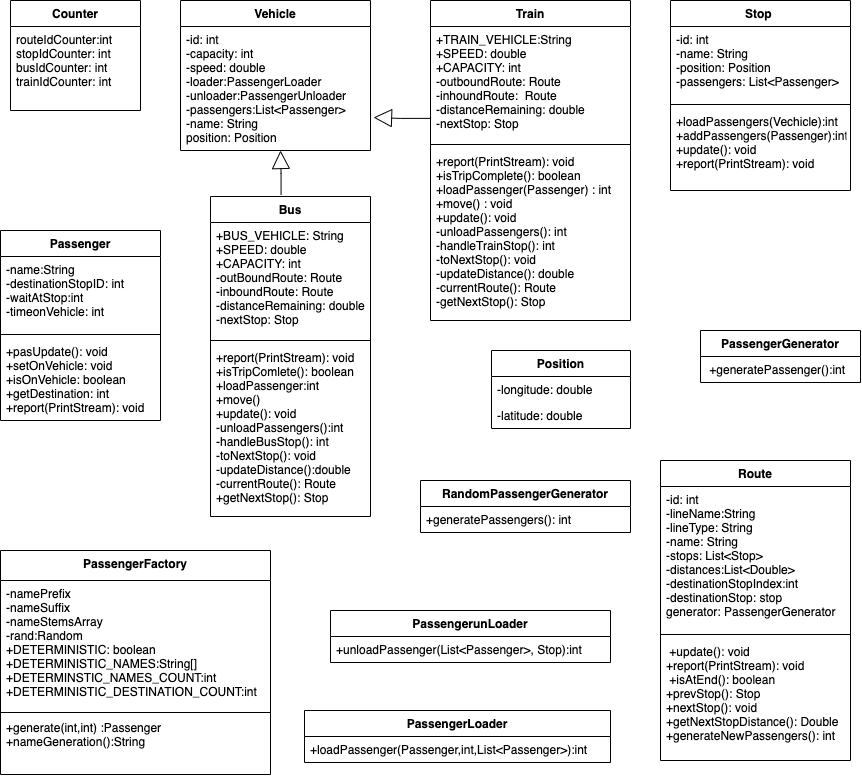 Counter
routeIdCounter:int
stopIdCounter: int
busIdCounter: int
trainIdCounter: int
Vehicle
-id: int
-capacity: int
-speed: double
-loader:PassengerLoader
-unloader:PassengerUnloader
-passengers:List<Passenger>
-name: String
position: Position
Train
+TRAIN_VEHICLE:String
+SPEED: double
+CAPACITY: int
-outboundRoute: Route
-inhoundRoute:  Route
-distanceRemaining: double
-nextStop: Stop
+report(PrintStream): void
+isTripComplete(): boolean
+loadPassenger(Passenger) : int
+move() : void
+update(): void
-unloadPassengers(): int
-handleTrainStop(): int
-toNextStop(): void
-updateDistance(): double
-currentRoute(): Route
-getNextStop(): Stop
Stop
-id: int
-name: String
-position: Position
-passengers: List<Passenger>
+loadPassengers(Vechicle):int
+addPassengers(Passenger):int
+update(): void
+report(PrintStream): void
Bus
+BUS_VEHICLE: String
+SPEED: double
+CAPACITY: int
-outBoundRoute: Route
-inboundRoute: Route
-distanceRemaining: double
-nextStop: Stop
+report(PrintStream): void
+isTripComlete(): boolean
+loadPassenger:int
+move()
+update(): void
-unloadPassengers():int
-handleBusStop(): int
-toNextStop(): void
-updateDistance():double
-currentRoute(): Route
+getNextStop(): Stop
Passenger
-name:String
-destinationStopID: int
-waitAtStop:int
-timeonVehicle: int
+pasUpdate(): void
+setOnVehicle: void
+isOnVehicle: boolean
+getDestination: int
+report(PrintStream): void
Position
-longitude: double
-latitude: double
PassengerGenerator
+generatePassenger():int
RandomPassengerGenerator
+generatePassengers(): int
Route
-id: int
-lineName:String
-lineType: String
-name: String
-stops: List<Stop>
-distances:List<Double>
-destinationStopIndex:int
-destinationStop: stop
generator: PassengerGenerator
+update(): void
+report(PrintStream): void
+isAtEnd(): boolean
+prevStop(): Stop
+nextStop(): void
+getNextStopDistance(): Double
+generateNewPassengers(): int
PassengerFactory
-namePrefix
-nameSuffix
-nameStemsArray
-rand:Random
+DETERMINISTIC: boolean
+DETERMINISTIC_NAMES:String[]
+DETERMINSTIC_NAMES_COUNT:int
+DETERMINISTIC_DESTINATION_COUNT:int
+generate(int,int) :Passenger
+nameGeneration():String
PassengerunLoader
+unloadPassenger(List<Passenger>, Stop):int
PassengerLoader
+loadPassenger(Passenger,int,List<Passenger>):int